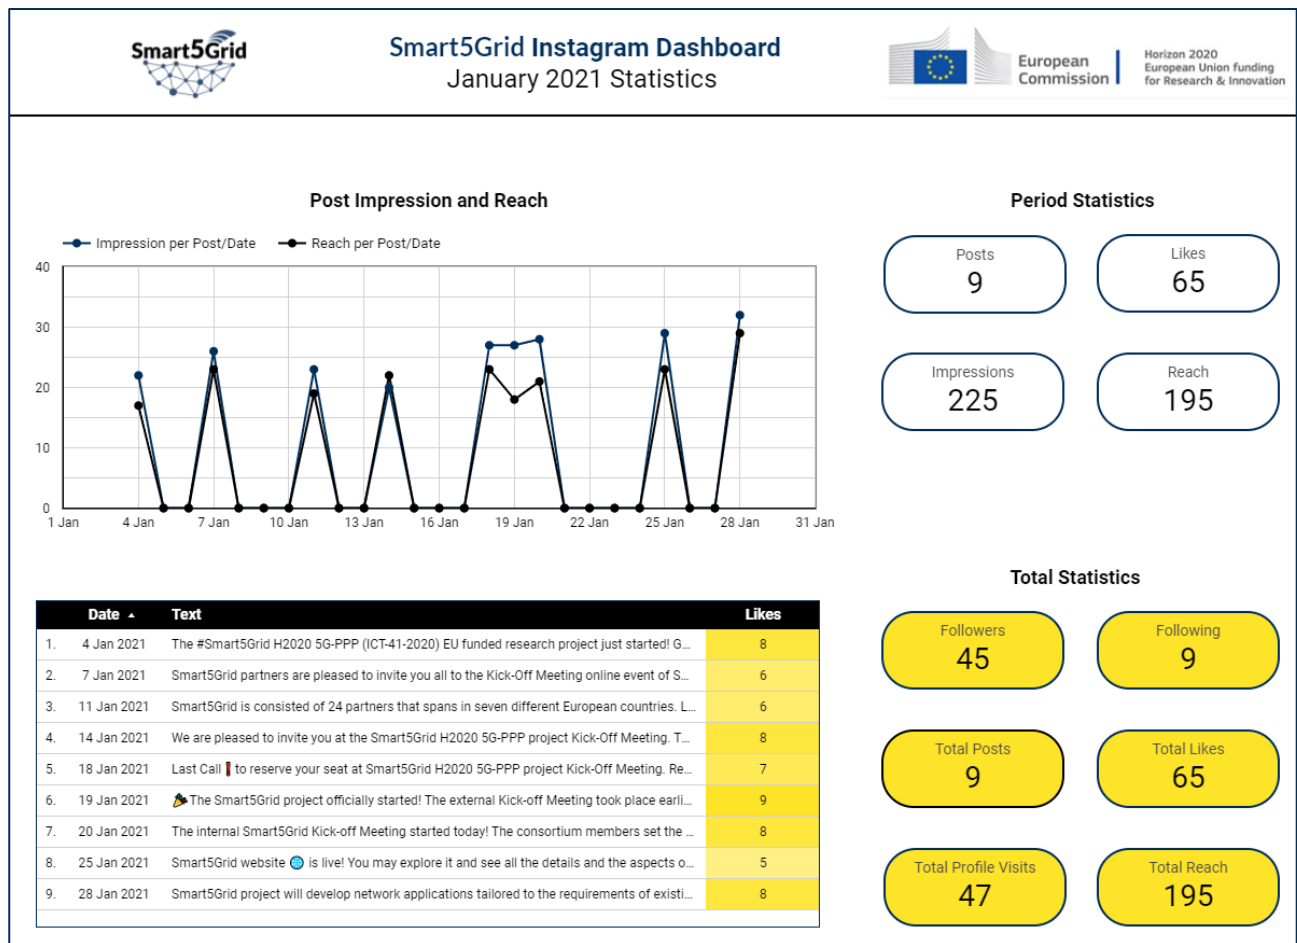 Smart5Grid
Smart5Grid Instagram Dashboard
January 2021 Statistics
European
Commission
Horizon 2020
European Union funding
for Research & Innovation
Post Impression and Reach
Impression per Post/Date
Reach per Post/Date
40
30
20
10
0
1 Jan
4 Jan
7 Jan
10 Jan
13 Jan
16 Jan
19 Jan
22 Jan
25 Jan
28 Jan
31 Jan
Period Statistics
Posts
9
Likes
65
Impressions
225
Reach
195
Date Text Likes
1. 4 Jan 2021 The #Smart5Grid H2020 5G-PPP (ICT-41-2020) EU funded research project just started! G... 8
2. 7 Jan 2021 Smart5Grid partners are pleased to invite you all to the Kick-Off Meeting online event of S... 6
3. 11 Jan 2021 Smart5Grid is consisted of 24 partners that spans in seven different European countries. L... 6
4. 14 Jan 2021 We are pleased to invite you at the Smart5Grid H2020 5G-PPP project Kick-Off Meeting. T... 8
5. 18 Jan 2021 Last Call❗to reserve your seat at Smart5Grid H2020 5G-PPP project Kick-Off Meeting. Re... 7
6. 19 Jan 2021 🎉The Smart5Grid project officially started! The external Kick-off Meeting took place earli... 9
7. 20 Jan 2021 The internal Smart5Grid Kick-off Meeting started today! The consortium members set the ... 8
8. 25 Jan 2021 Smart5Grid website 🌐 is live! You may explore it and see all the details and the aspects o... 5
9. 28 Jan 2021 Smart5Grid project will develop network applications tailored to the requirements of existi... 8
Total Statistics
Followers
45
Following
9
Total Posts
9
Total Likes
65
Total Profile Visits
47
Total Reach
195